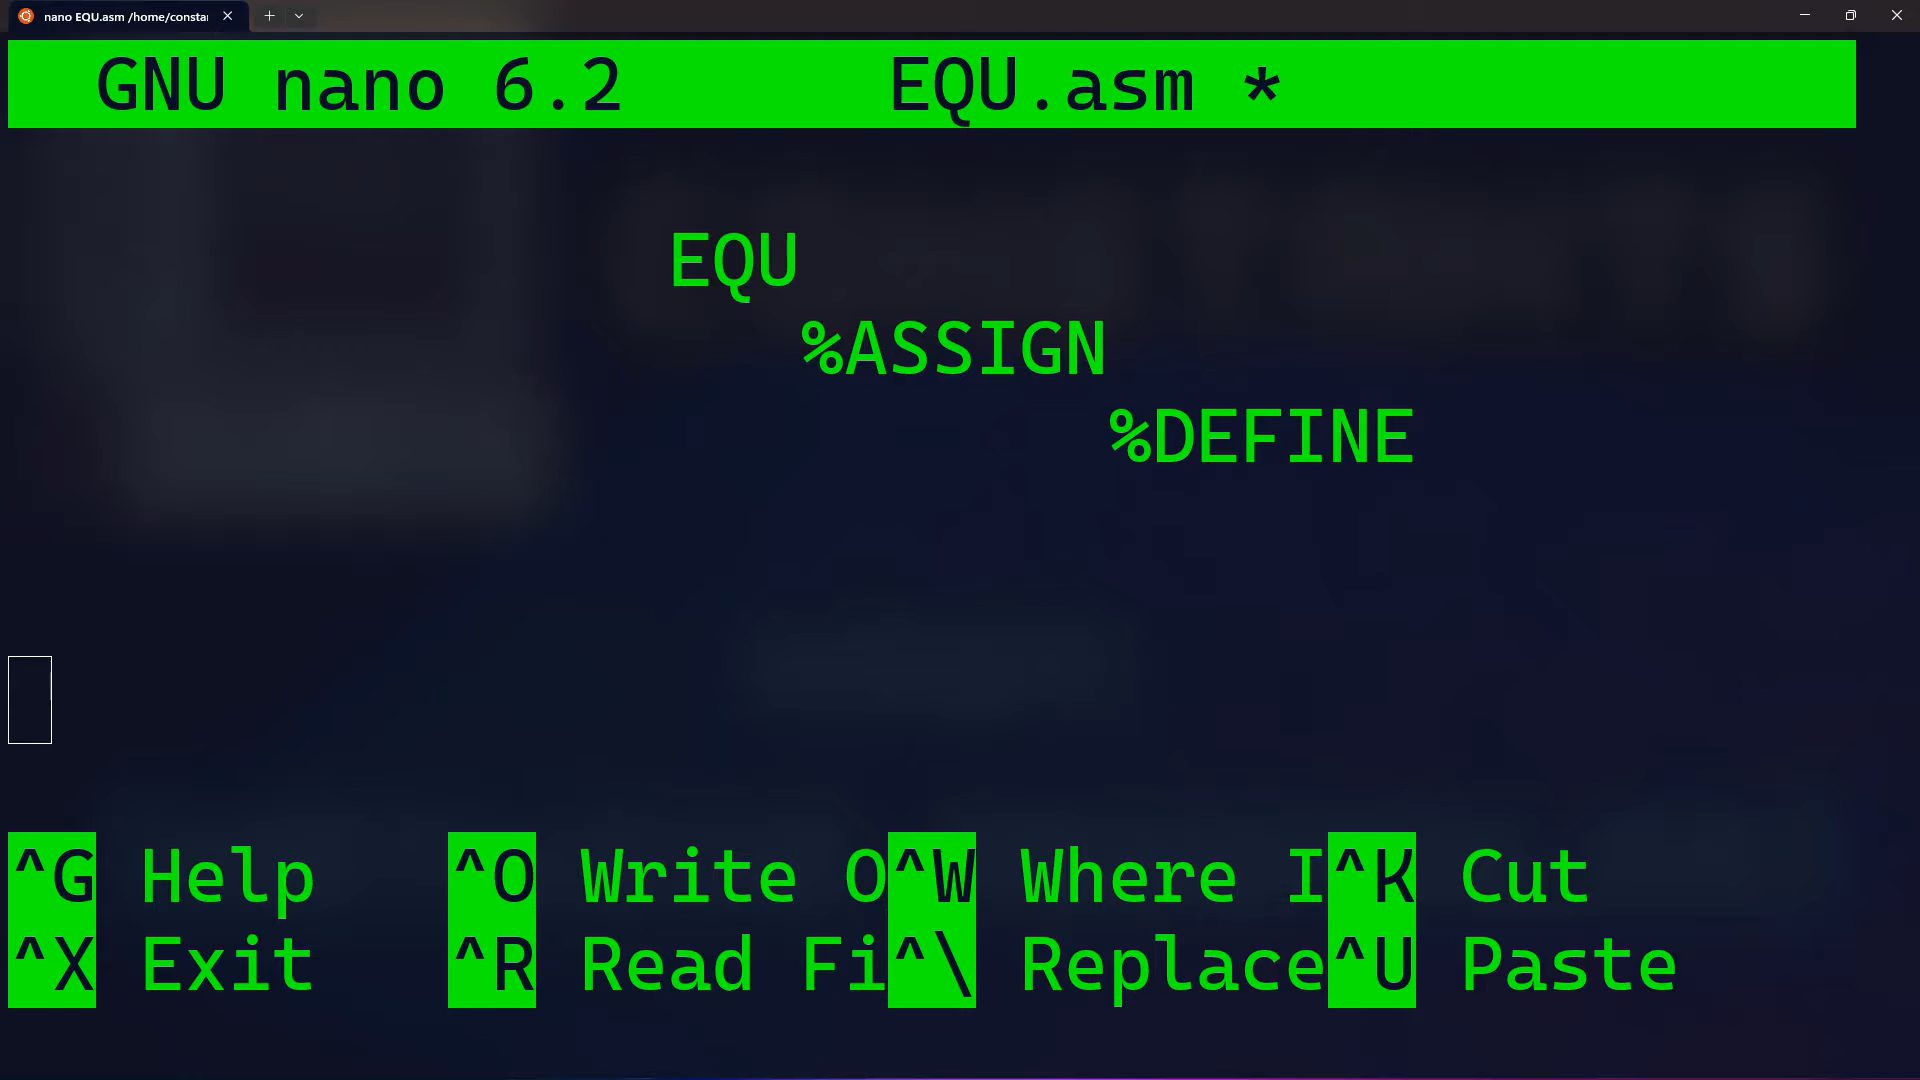 nano EQU.asm /home/constar
GNU nano 6.2 EQU.asm *
EQU
%ASSIGN
%DEFINE
^G Help ^O Write O^W Where I^K Cut
^X Exit ^R Read Fi^\ Replace^U Paste